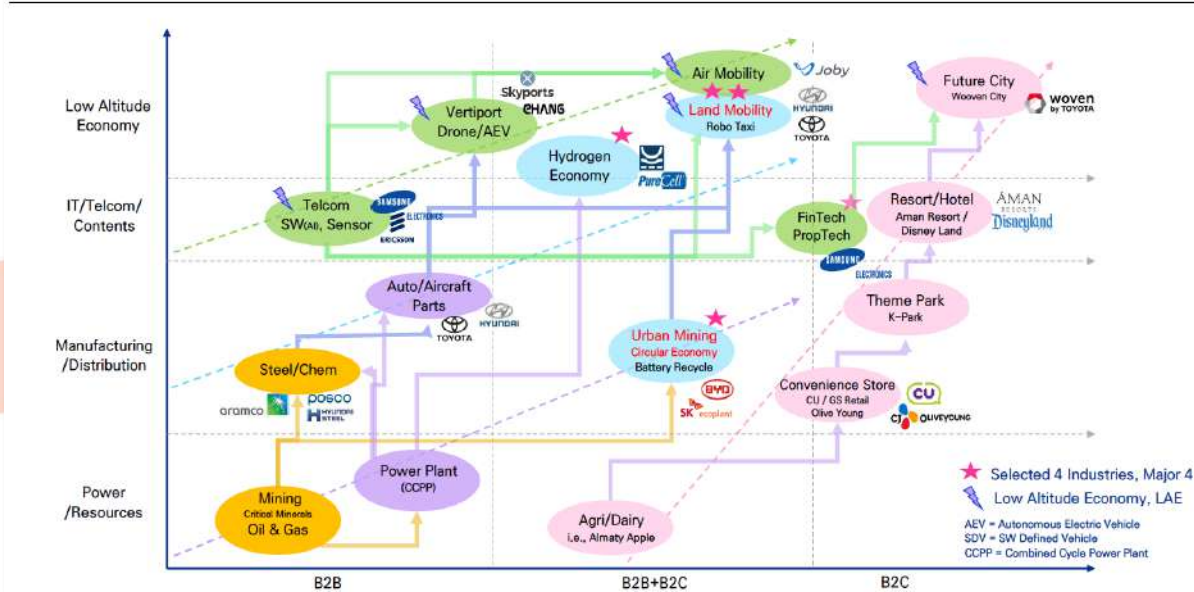 Low Altitude
Economy
IT/Telcom/
Contents
Manufacturing
/Distribution
Power
/Resources
B2B
B2B+B2C
B2C
Air Mobility
Joby
Land Mobility
Robo Taxi
HYUNDAI
TOYOTA
Future City
Wooven City
woven
by TOYOTA
Skyports
EHANG
Vertiport
Drone/AEV
Hydrogen
Economy
PureCell
Telcom
SW(AI), Sensor
SAMSUNG
ELECTRONICS
ERICSSON
FinTech
PropTech
SAMSUNG
ELECTRONICS
Resort/Hotel
Aman Resort /
Disney Land
AMAN
RESORTS
Disneyland
Auto/Aircraft
Parts
TOYOTA
HYUNDAI
Theme Park
K-Park
Urban Mining
Circular Economy
Battery Recycle
BYD
SK ecoplant
Steel/Chem
aramco
posco
HYUNDAI
STEEL
Convenience Store
CU / GS Retail
Olive Young
CU
CJ OLIVEYOUNG
Power Plant
(CCPP)
Mining
Critical Minerals
Oil & Gas
Agri/Dairy
i.e., Almaty Apple
Selected 4 Industries, Major 4
Low Altitude Economy, LAE
AEV = Autonomous Electric Vehicle
SDV = SW Defined Vehicle
CCPP = Combined Cycle Power Plant